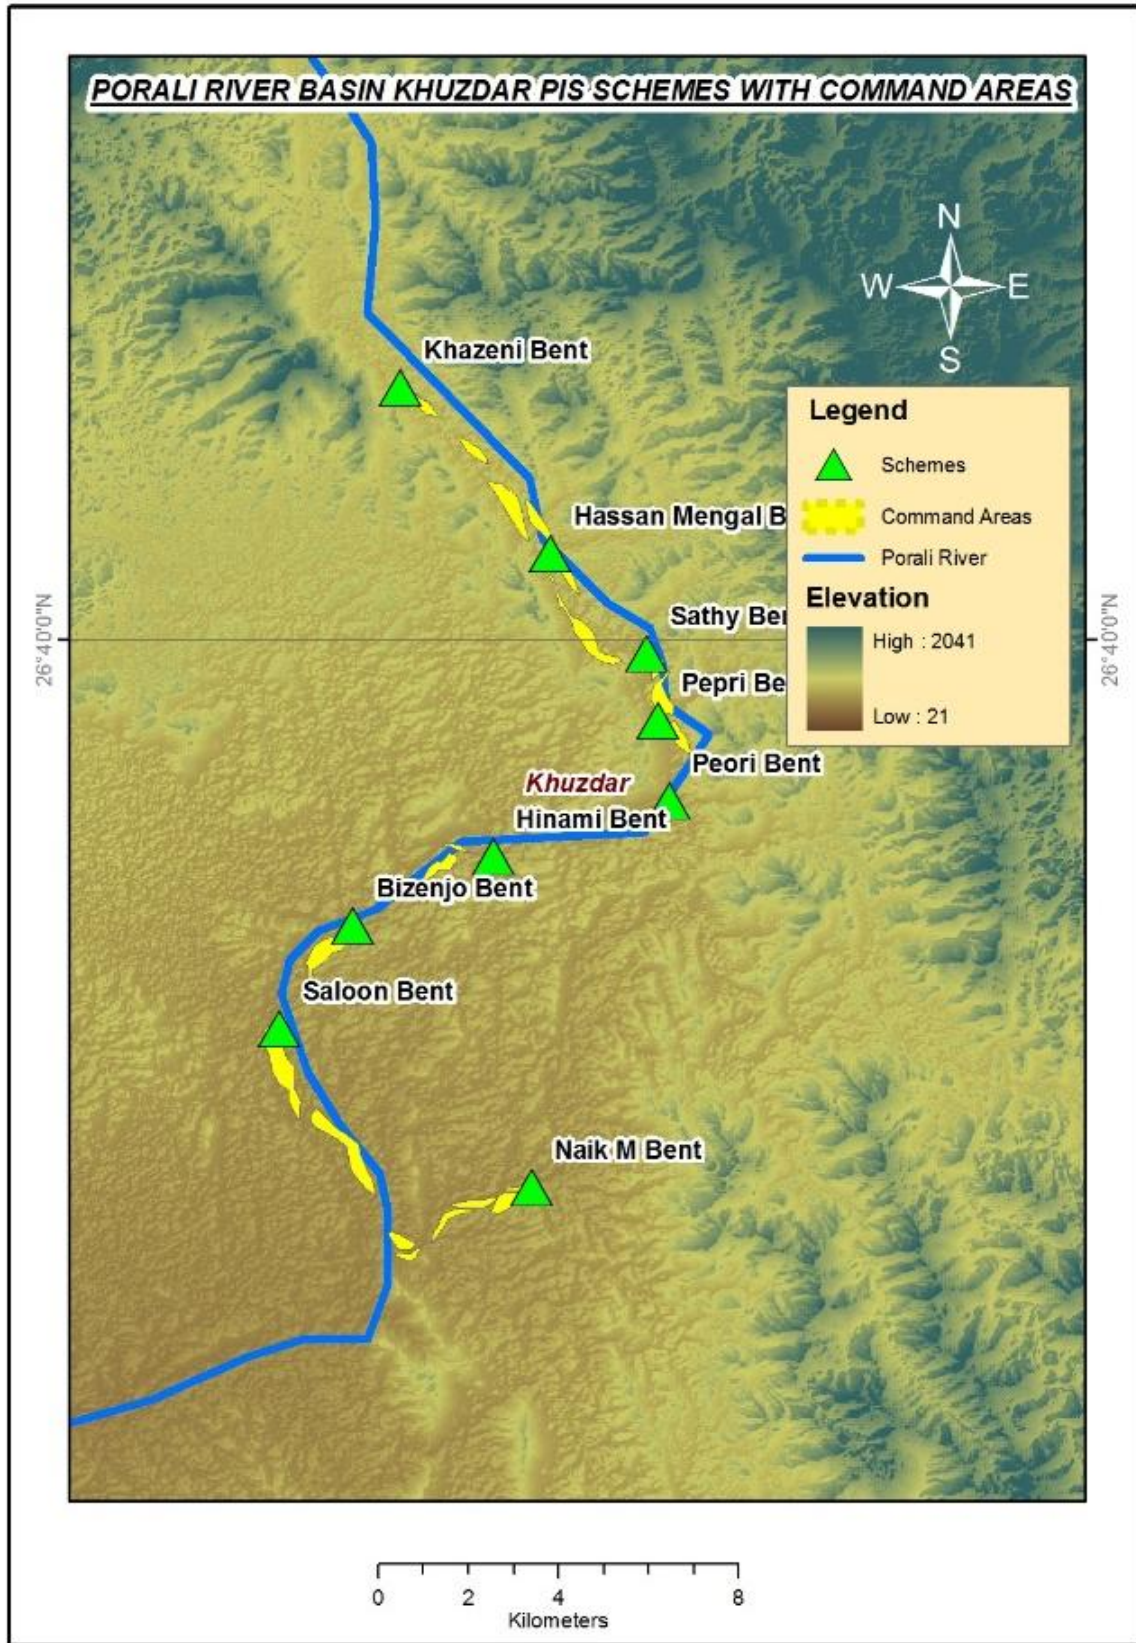 PORALI RIVER BASIN KHUZDAR PIS SCHEMES WITH COMMAND AREAS
N
W E
S
Khazeni Bent
Legend
Schemes
Hassan Mengal B
Command Areas
Porali River
Elevation
Sathy Be
High : 2041
26°40'0"N
26°40'0"N
Pepri Be
Low : 21
Peori Bent
Khuzdar
Hinami Bent
Bizenjo Bent
Saloon Bent
Naik M Bent
0 2 4 8
Kilometers